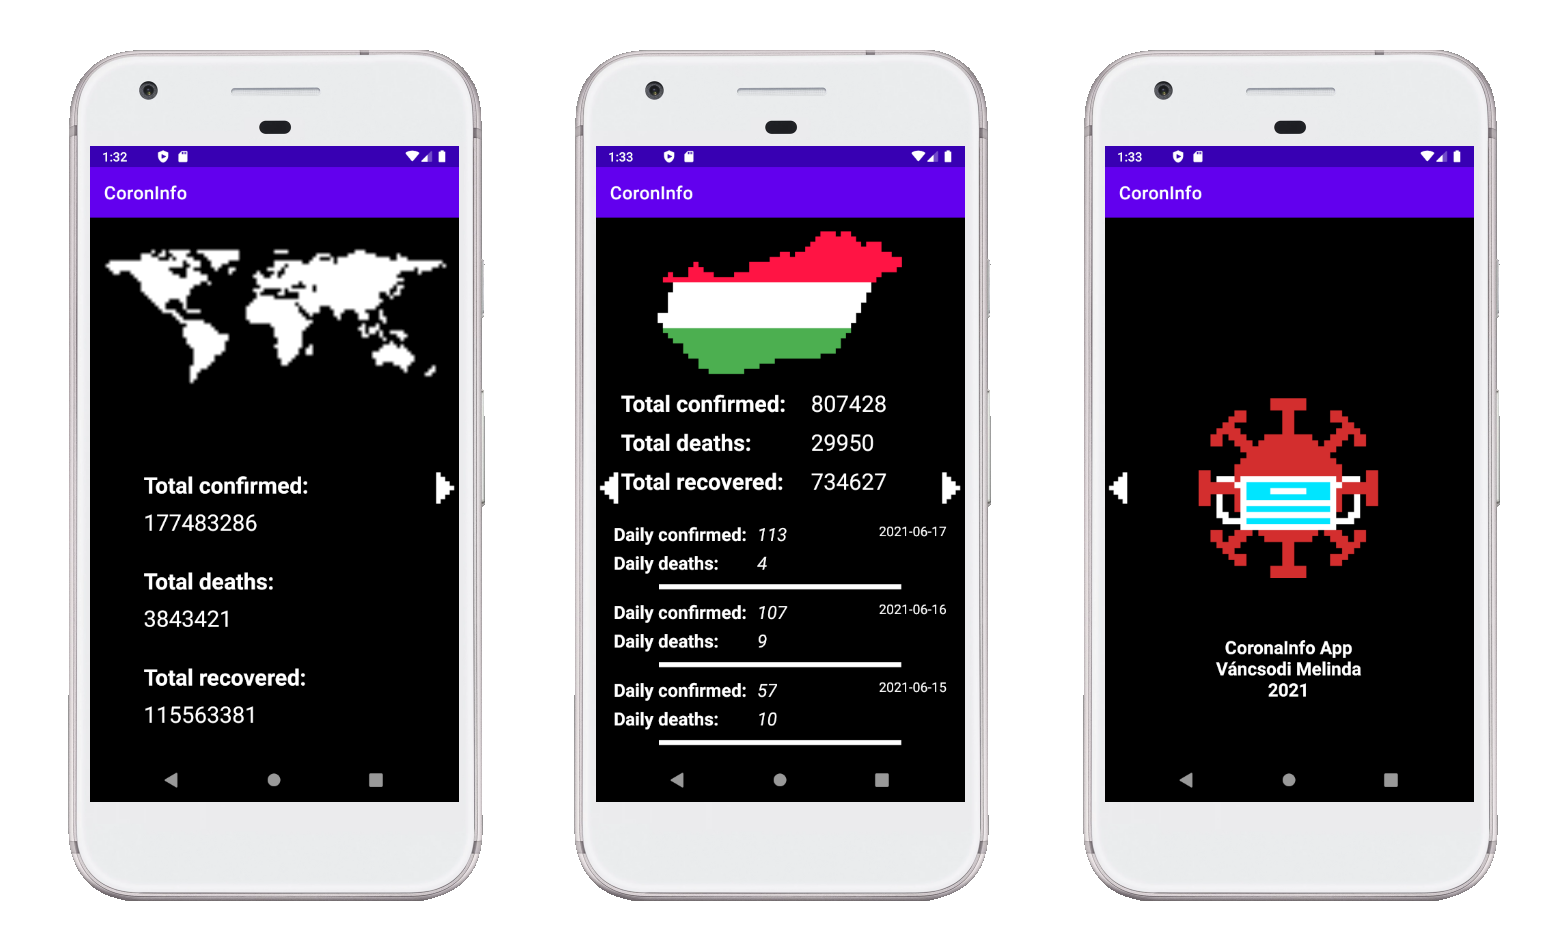 1:32
CoronInfo
Total confirmed:
177483286
Total deaths:
3843421
Total recovered:
115563381
1:33
CoronInfo
Total confirmed: 807428
Total deaths: 29950
Total recovered: 734627
Daily confirmed: 113 2021-06-17
Daily deaths: 4
Daily confirmed: 107 2021-06-16
Daily deaths: 9
Daily confirmed: 57 2021-06-15
Daily deaths: 10
1:33
CoronInfo
CoronaInfo App
Váncsodi Melinda
2021